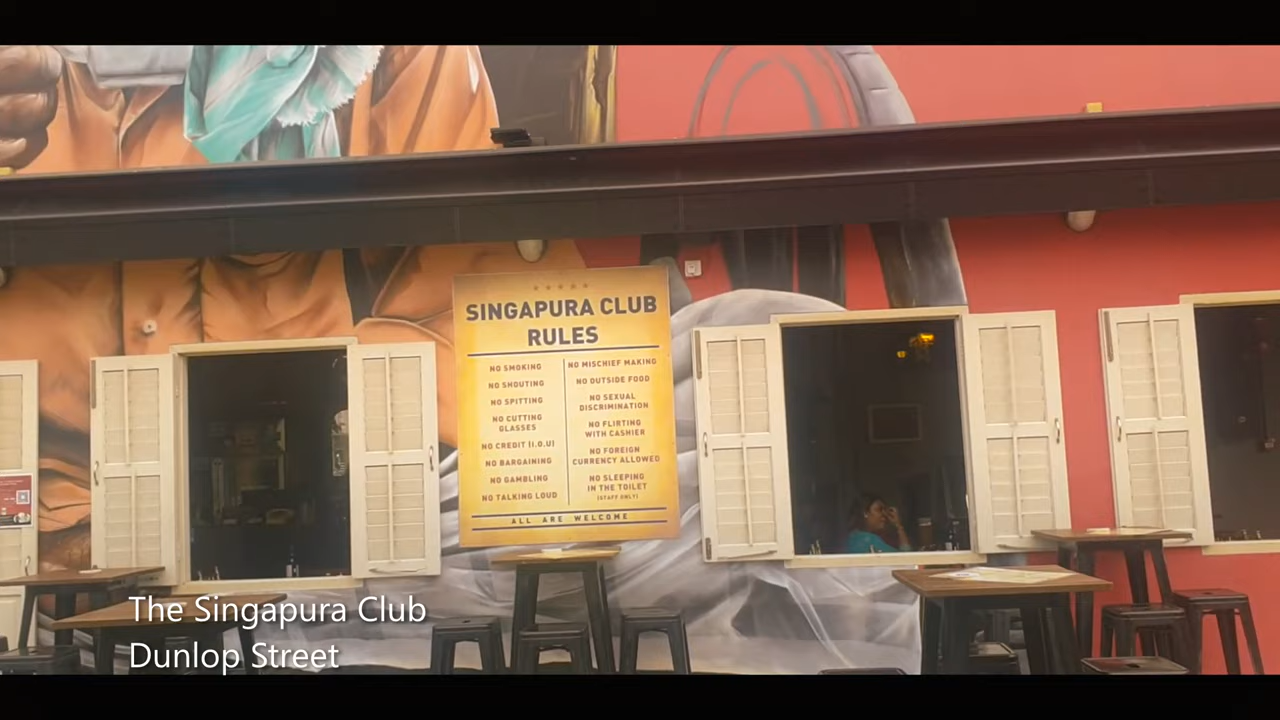 SINGAPURA CLUB
RULES
NO SMOKING
NO SHOUTING
NO SPITTING
NO CUTTING
GLASSES
NO CREDIT (I.O.U)
NO BARGAINING
NO GAMBLING
NO TALKING LOUD
NO MISCHIEF MAKING
NO OUTSIDE FOOD
NO SEXUAL
DISCRIMINATION
NO FLIRTING
WITH CASHIER
NO FOREIGN
CURRENCY ALLOWED
NO SLEEPING
IN THE TOILET
(STAFF ONLY)
ALL ARE WELCOME
The Singapura Club
Dunlop Street